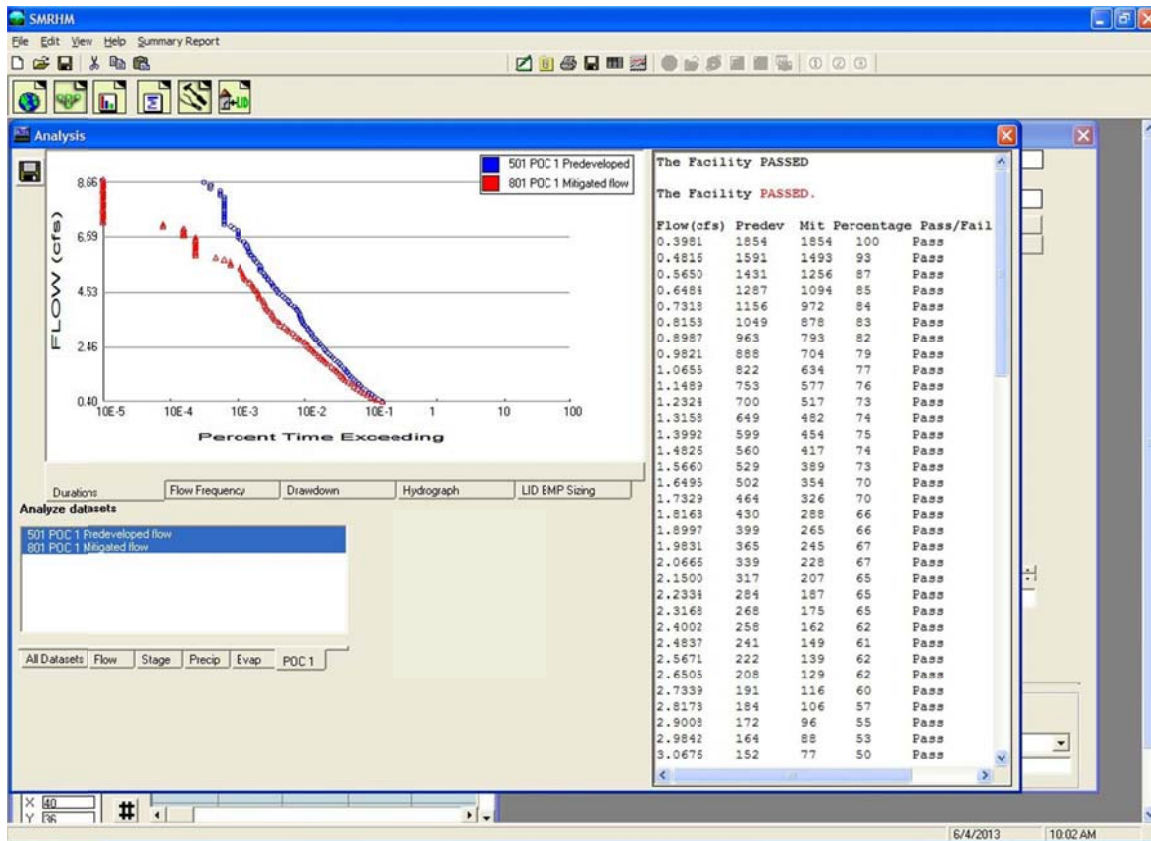 SMRHM
File Edit View Help Summary Report
+LID
Analysis
501 POC 1 Predeveloped
801 POC 1 Mitigated flow
8.66
6.59
4.53
2.46
0.40
FLOW (cfs)
10E-5 10E-4 10E-3 10E-2 10E-1 1 10 100
Percent Time Exceeding
Durations Flow Frequency Drawdown Hydrograph LID BMP Sizing
Analyze datasets
501 POC 1 Predeveloped flow
801 POC 1 Mitigated flow
All Datasets Flow Stage Precip Evap POC 1
The Facility PASSED
The Facility PASSED.
Flow(cfs) Predev Mit Percentage Pass/Fail
0.3981 1854 1854 100 Pass
0.4815 1591 1493 93 Pass
0.5650 1431 1256 87 Pass
0.6484 1287 1094 85 Pass
0.7318 1156 972 84 Pass
0.8153 1049 878 83 Pass
0.8987 963 793 82 Pass
0.9821 888 704 79 Pass
1.0655 822 634 77 Pass
1.1489 753 577 76 Pass
1.2324 700 517 73 Pass
1.3158 649 482 74 Pass
1.3992 599 454 75 Pass
1.4826 560 417 74 Pass
1.5660 529 389 73 Pass
1.6495 502 354 70 Pass
1.7329 464 326 70 Pass
1.8163 430 288 66 Pass
1.8997 399 265 66 Pass
1.9831 365 245 67 Pass
2.0665 339 228 67 Pass
2.1500 317 207 65 Pass
2.2334 284 187 65 Pass
2.3168 268 175 65 Pass
2.4002 258 162 62 Pass
2.4837 241 149 61 Pass
2.5671 222 139 62 Pass
2.6505 208 129 62 Pass
2.7339 191 116 60 Pass
2.8173 184 106 57 Pass
2.9008 172 96 55 Pass
2.9842 164 88 53 Pass
3.0676 152 77 50 Pass
X 40
Y 36
#
6/4/2013 10:02 AM